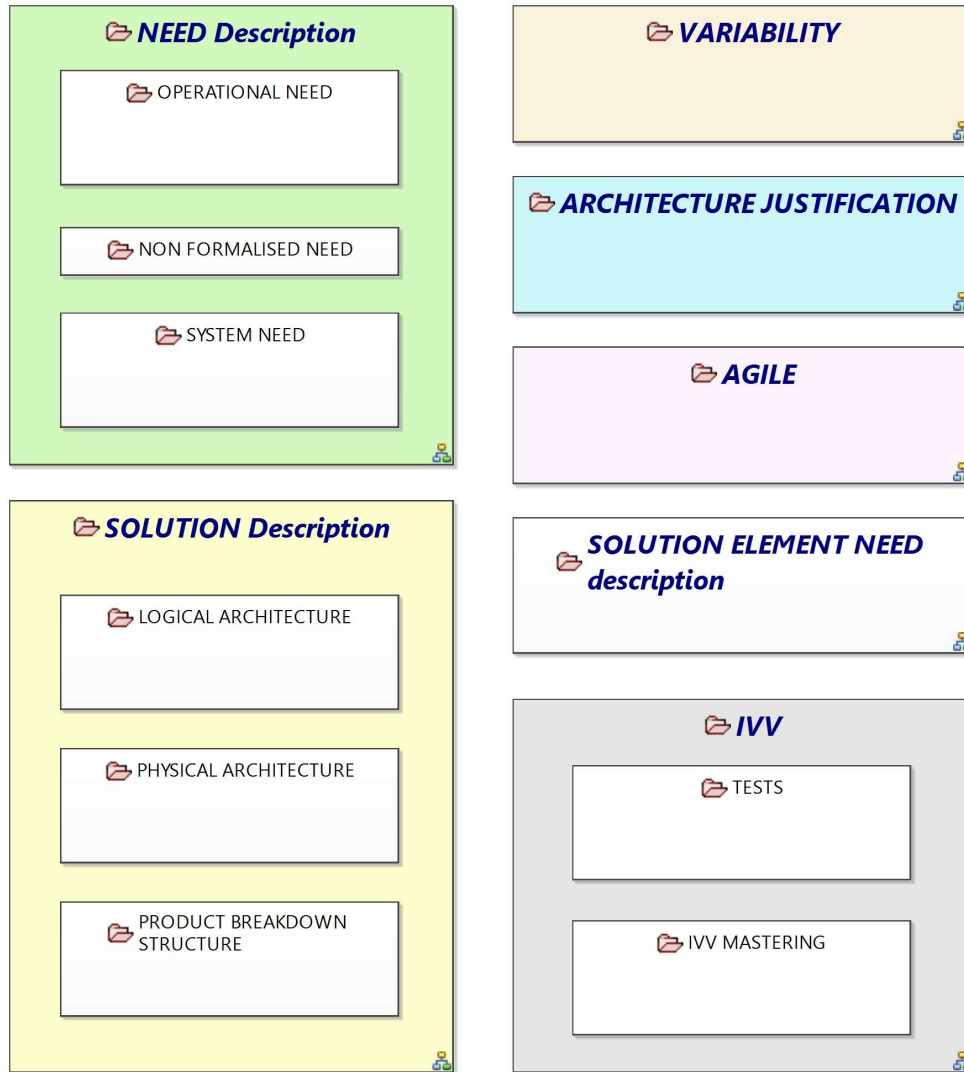 NEED Description
OPERATIONAL NEED
NON FORMALISED NEED
SYSTEM NEED
SOLUTION Description
LOGICAL ARCHITECTURE
PHYSICAL ARCHITECTURE
PRODUCT BREAKDOWN
STRUCTURE
VARIABILITY
ARCHITECTURE JUSTIFICATION
AGILE
SOLUTION ELEMENT NEED
description
IVV
TESTS
IVV MASTERING